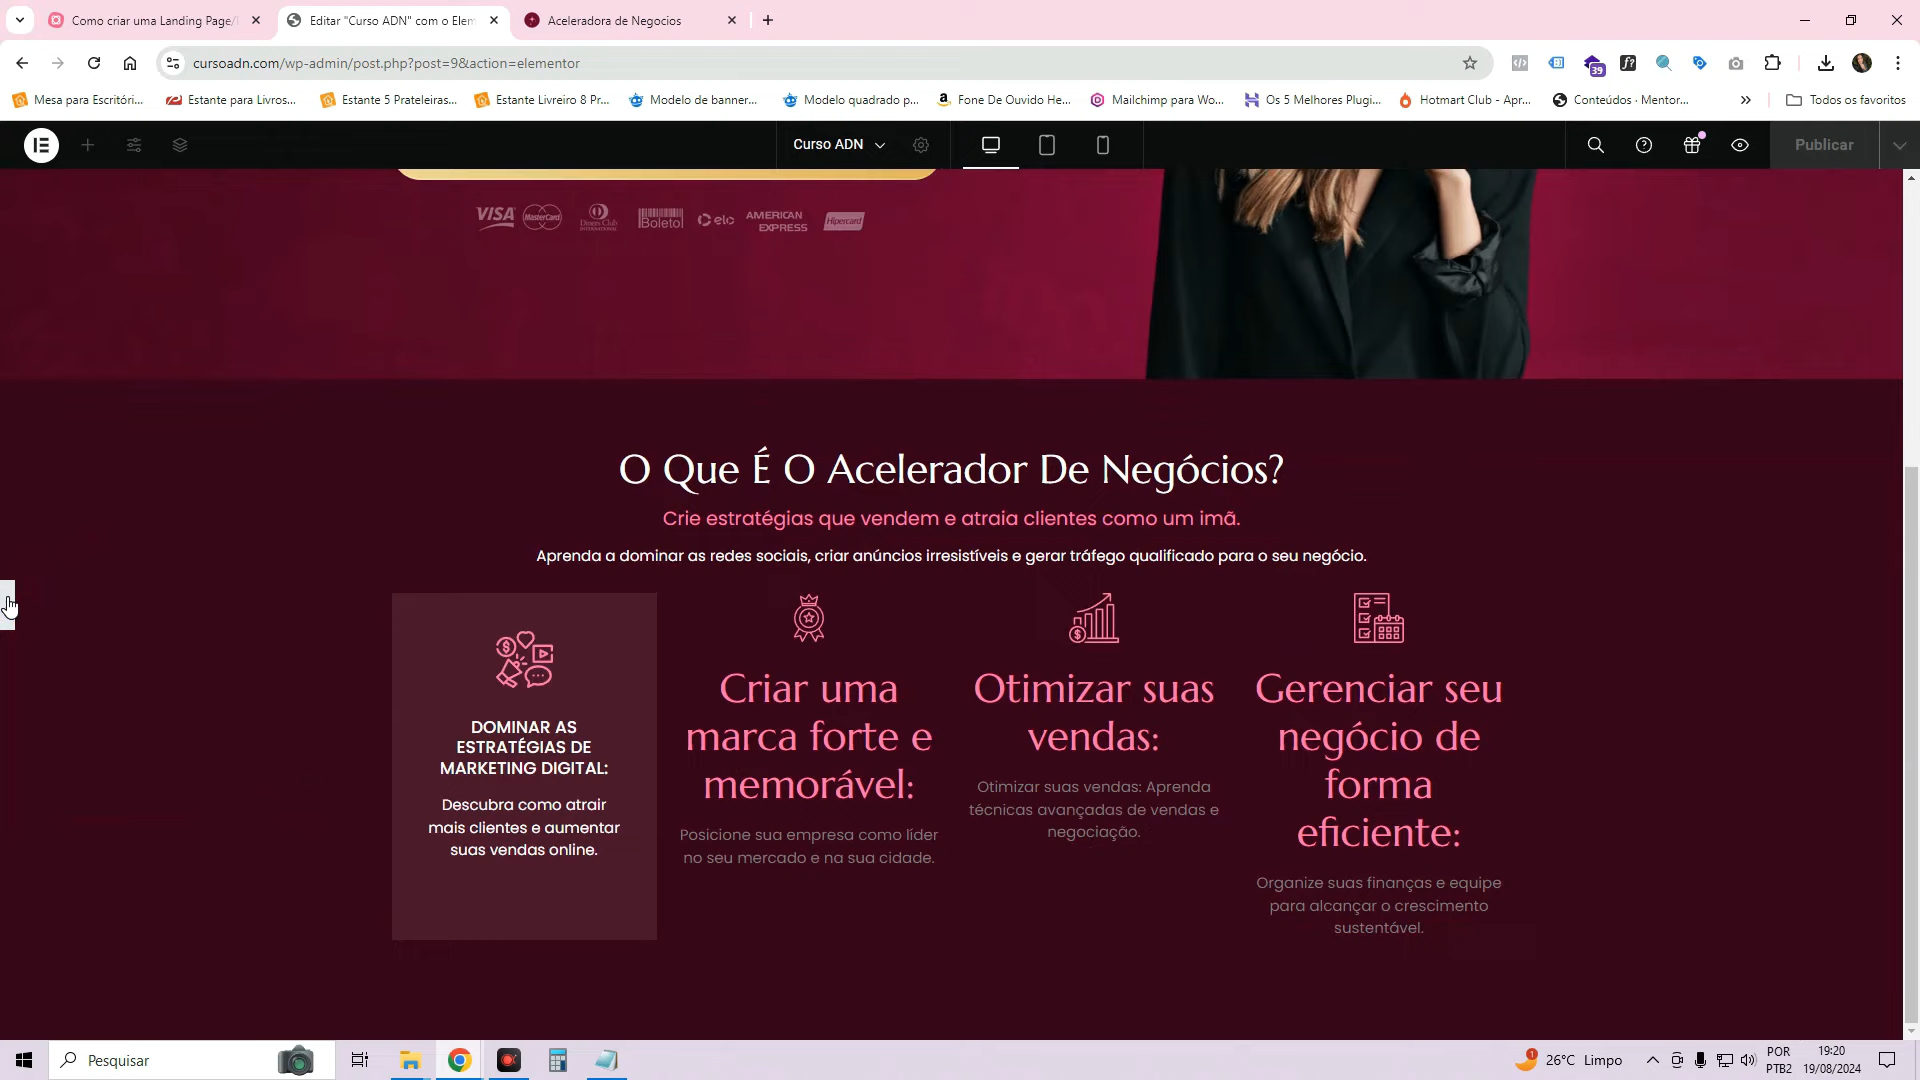 Como criar uma Landing Page/
Editar "Curso ADN" com o Elem
Aceleradora de Negocios
cursoadn.com/wp-admin/post.php?post=9&action=elementor
39
f?
Mesa para Escritóri...
Estante para Livros...
Estante 5 Prateleiras...
Estante Livreiro 8 Pr...
Modelo de banner...
Modelo quadrado p...
Fone De Ouvido He...
Mailchimp para Wo...
Os 5 Melhores Plugi...
Hotmart Club - Apr...
Conteúdos · Mentor...
Todos os favoritos
Curso ADN
Publicar
VISA
MasterCard
Diners Club
INTERNATIONAL
Boleto
elo
AMERICAN
EXPRESS
Hipercard
O Que É O Acelerador De Negócios?
Crie estratégias que vendem e atraia clientes como um imã.
Aprenda a dominar as redes sociais, criar anúncios irresistíveis e gerar tráfego qualificado para o seu negócio.
DOMINAR AS
ESTRATÉGIAS DE
MARKETING DIGITAL:
Descubra como atrair
mais clientes e aumentar
suas vendas online.
Criar uma
marca forte e
memorável:
Posicione sua empresa como líder
no seu mercado e na sua cidade.
Otimizar suas
vendas:
Otimizar suas vendas: Aprenda
técnicas avançadas de vendas e
negociação.
Gerenciar seu
negócio de
forma
eficiente:
Organize suas finanças e equipe
para alcançar o crescimento
sustentável.
Pesquisar
1
26°C Limpo
POR
PTB2
19:20
19/08/2024